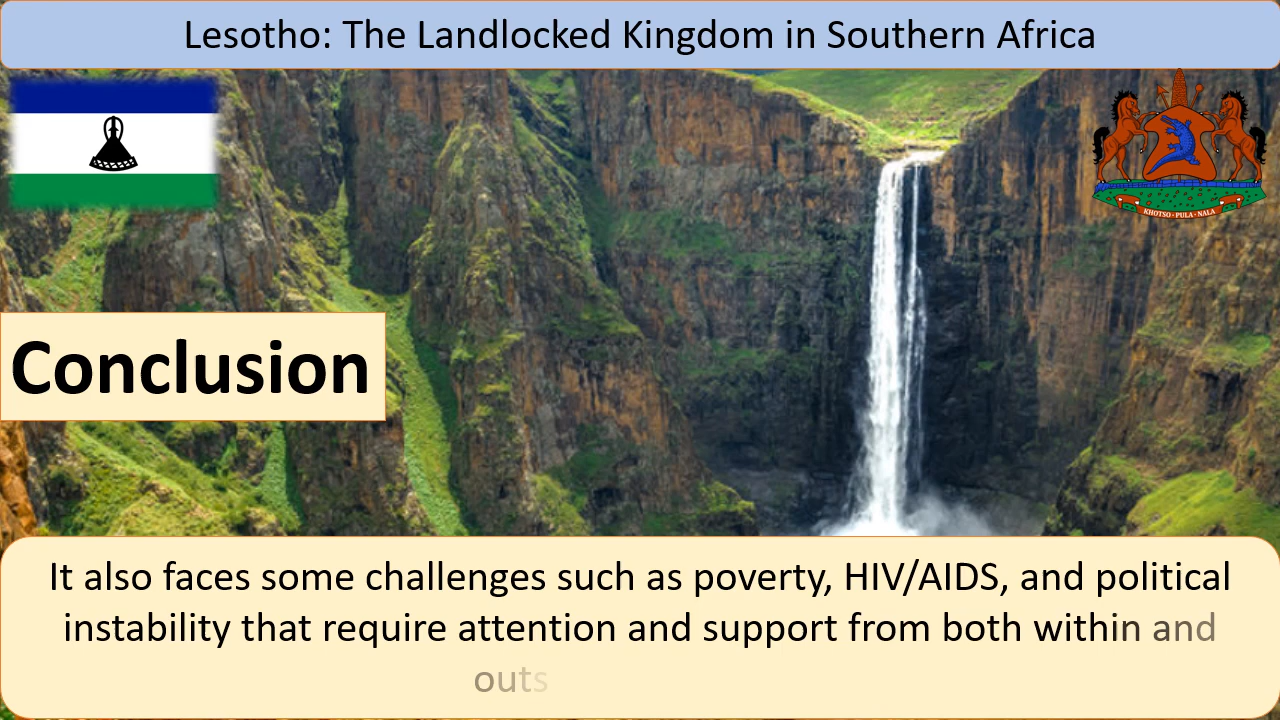 Lesotho: The Landlocked Kingdom in Southern Africa
KHOTSO • PULA • NALA
Conclusion
It also faces some challenges such as poverty, HIV/AIDS, and political
instability that require attention and support from both within and
outs